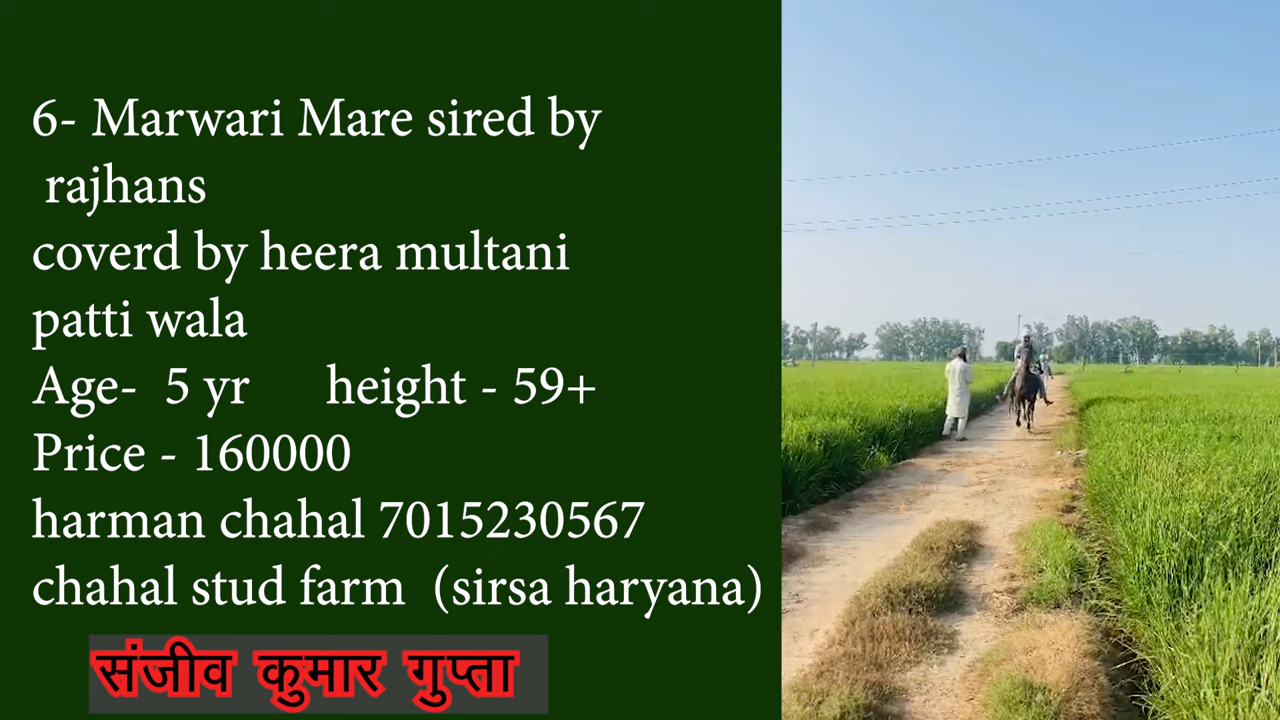 6- Marwari Mare sired by
rajhans
coverd by heera multani
patti wala
Age- 5 yr height - 59+
Price - 160000
harman chahal 7015230567
chahal stud farm (sirsa haryana)
संजीव कुमार गुप्ता